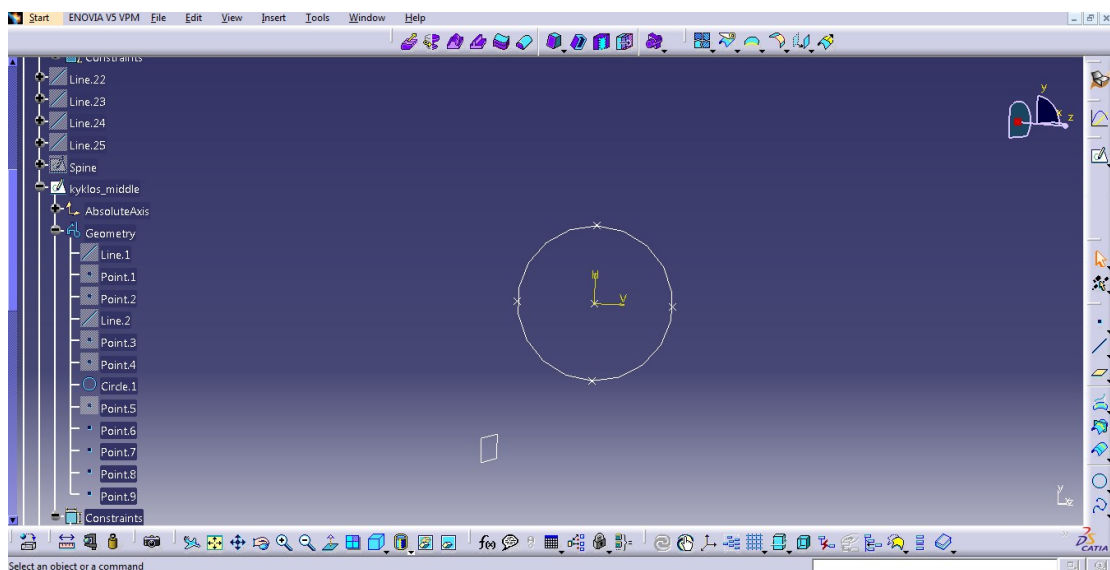 Start ENOVIA V5 VPM File Edit View Insert Tools Window Help
Constraints
Line.22
Line.23
Line.24
Line.25
Spine
kyklos_middle
AbsoluteAxis
Geometry
Line.1
Point.1
Point.2
Line.2
Point.3
Point.4
Circle.1
Point.5
Point.6
Point.7
Point.8
Point.9
Constraints
y
z
H
V
y
z
f(x)
CATIA
Select an object or a command